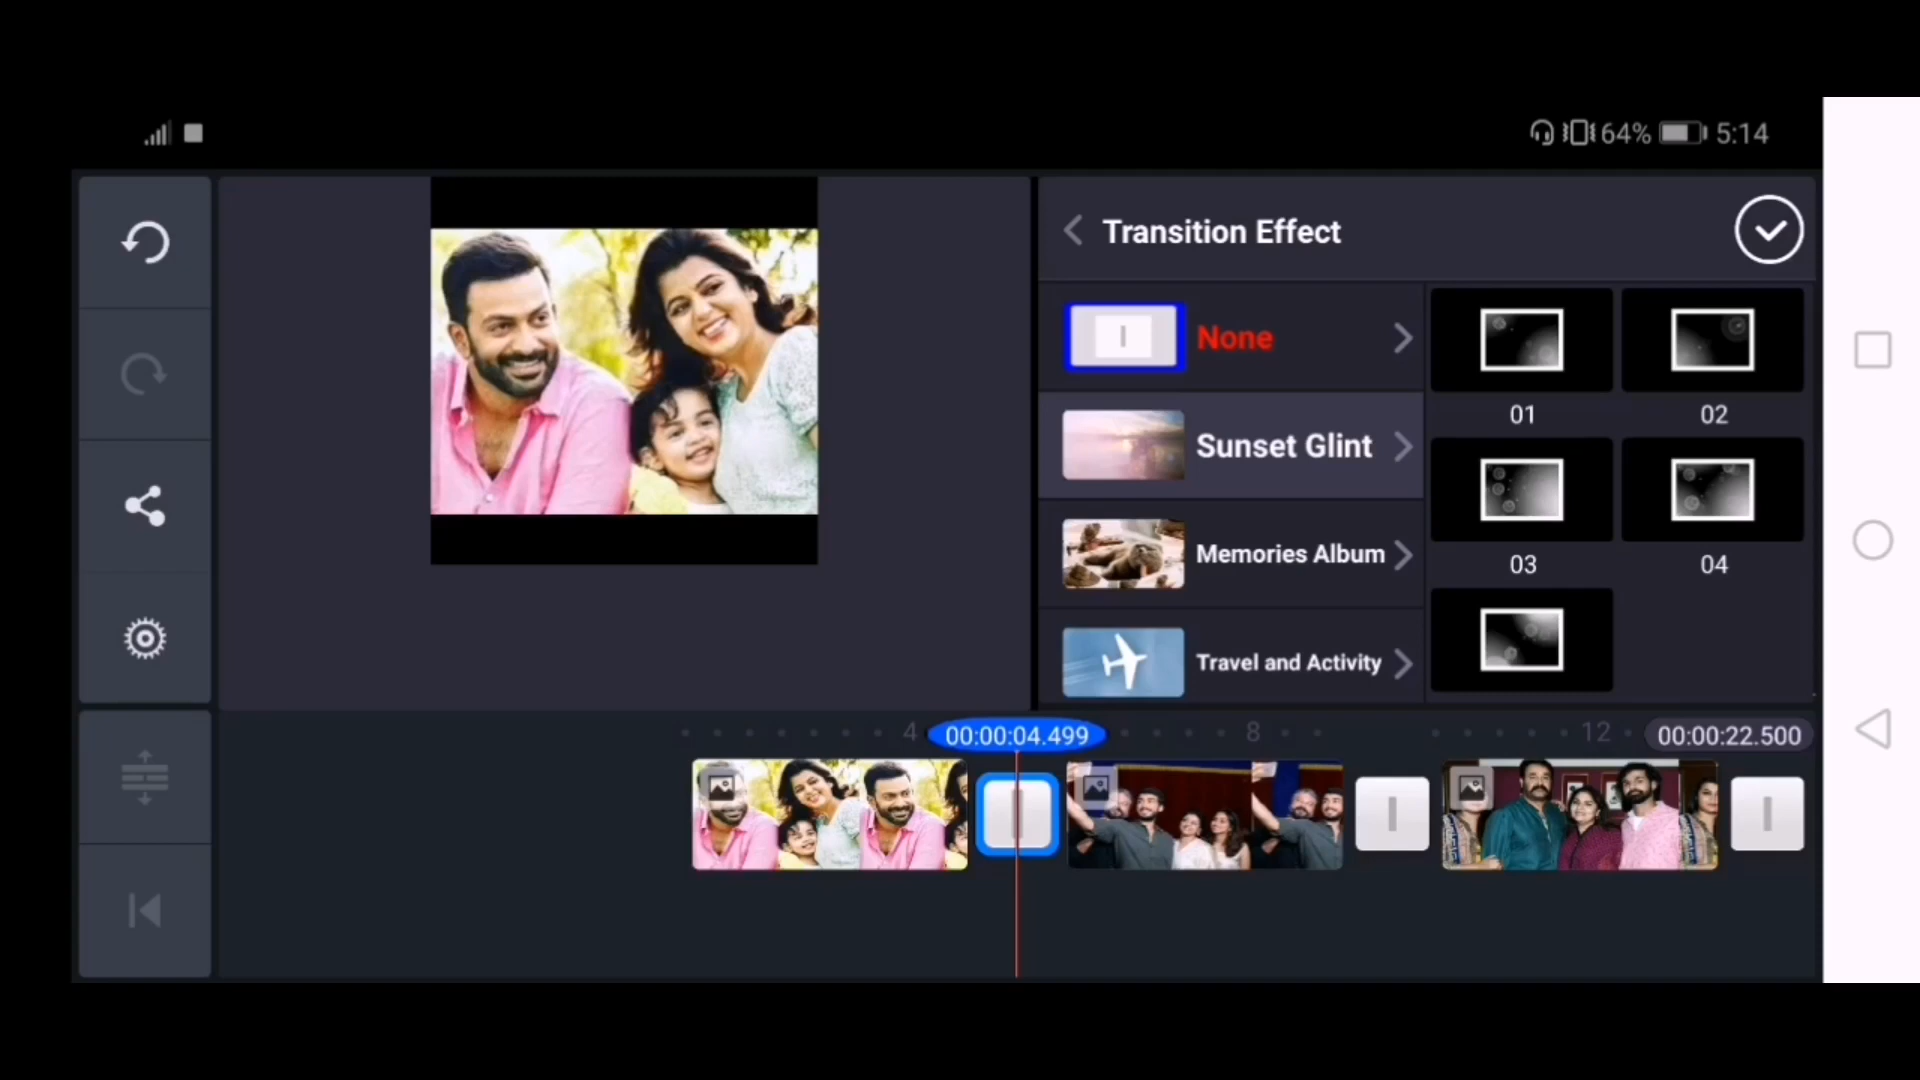 64% 5:14
Transition Effect
None
Sunset Glint
Memories Album
Travel and Activity
01
02
03
04
4
00:00:04.499
8
12
00:00:22.500